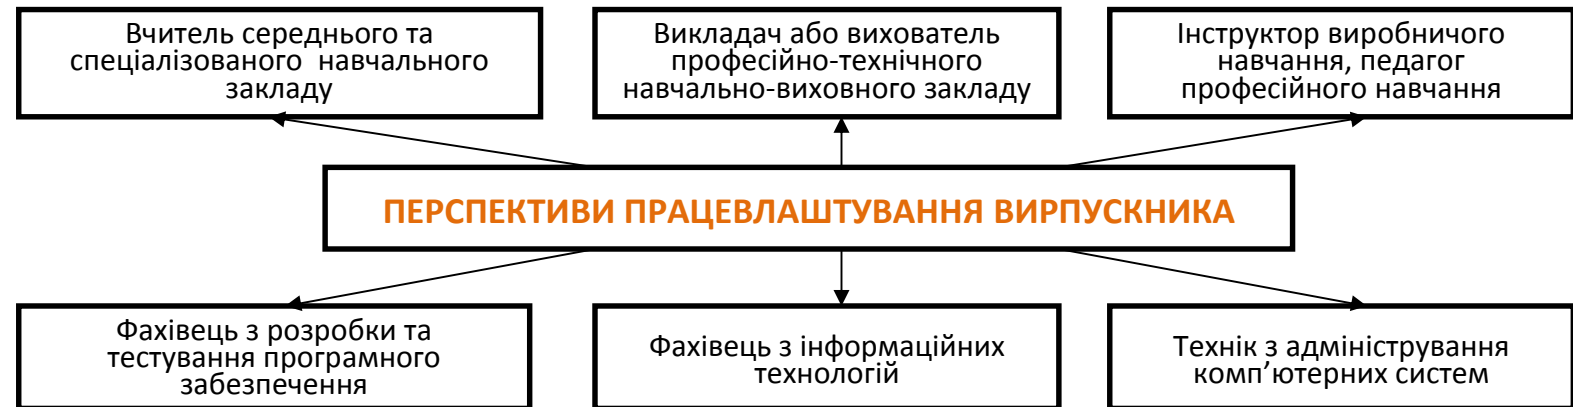 Вчитель середнього та
спеціалізованого навчального
закладу
Викладач або вихователь
професійно-технічного
навчально-виховного закладу
Інструктор виробничого
навчання, педагог
професійного навчання
ПЕРСПЕКТИВИ ПРАЦЕВЛАШТУВАННЯ ВИРПУСКНИКА
Фахівець з розробки та
тестування програмного
забезпечення
Фахівець з інформаційних
технологій
Технік з адміністрування
комп’ютерних систем